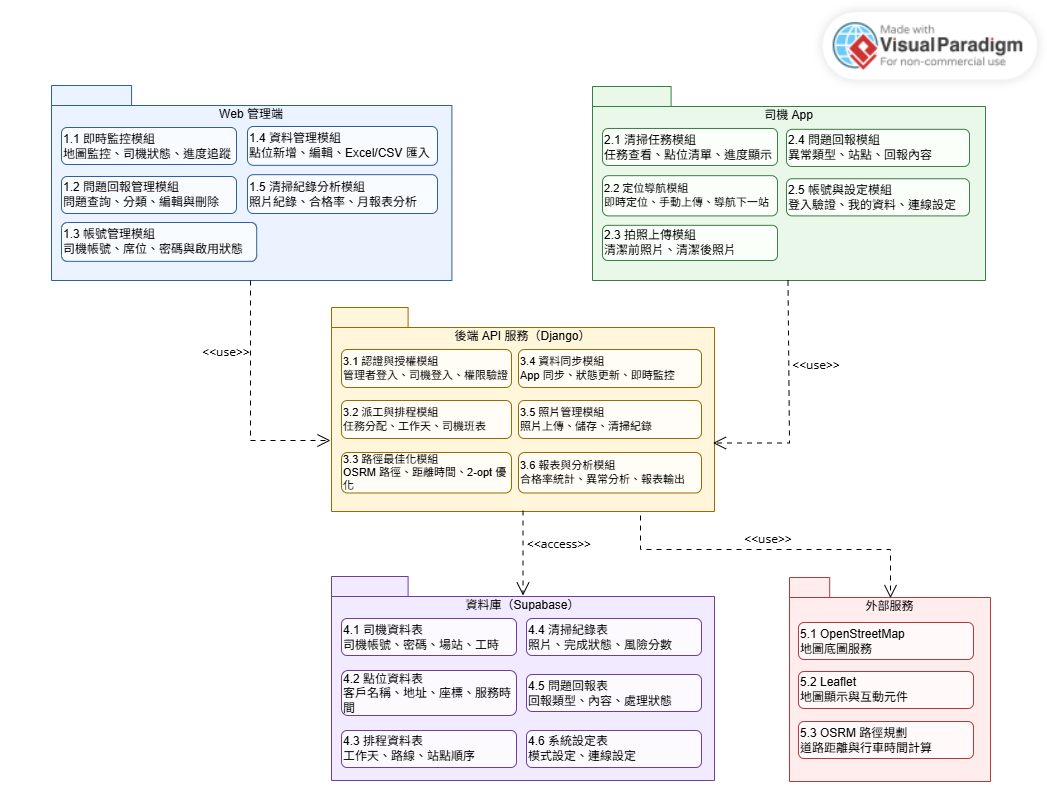 Made with
Visual Paradigm
For non-commercial use
Web 管理端
1.1 即時監控模組
地圖監控、司機狀態、進度追蹤
1.4 資料管理模組
點位新增、編輯、Excel/CSV 匯入
1.2 問題回報管理模組
問題查詢、分類、編輯與刪除
1.5 清掃紀錄分析模組
照片紀錄、合格率、月報表分析
1.3 帳號管理模組
司機帳號、席位、密碼與啟用狀態
司機 App
2.1 清掃任務模組
任務查看、點位清單、進度顯示
2.4 問題回報模組
異常類型、站點、回報內容
2.2 定位導航模組
即時定位、手動上傳、導航下一站
2.5 帳號與設定模組
登入驗證、我的資料、連線設定
2.3 拍照上傳模組
清潔前照片、清潔後照片
<<use>>
<<use>>
後端 API 服務（Django）
3.1 認證與授權模組
管理者登入、司機登入、權限驗證
3.4 資料同步模組
App 同步、狀態更新、即時監控
3.2 派工與排程模組
任務分配、工作天、司機班表
3.5 照片管理模組
照片上傳、儲存、清掃紀錄
3.3 路徑最佳化模組
OSRM 路徑、距離時間、2-opt 優
化
3.6 報表與分析模組
合格率統計、異常分析、報表輸出
<<access>>
<<use>>
資料庫（Supabase）
4.1 司機資料表
司機帳號、密碼、場站、工時
4.4 清掃紀錄表
照片、完成狀態、風險分數
4.2 點位資料表
客戶名稱、地址、座標、服務時
間
4.5 問題回報表
回報類型、內容、處理狀態
4.3 排程資料表
工作天、路線、站點順序
4.6 系統設定表
模式設定、連線設定
外部服務
5.1 OpenStreetMap
地圖底圖服務
5.2 Leaflet
地圖顯示與互動元件
5.3 OSRM 路徑規劃
道路距離與行車時間計算